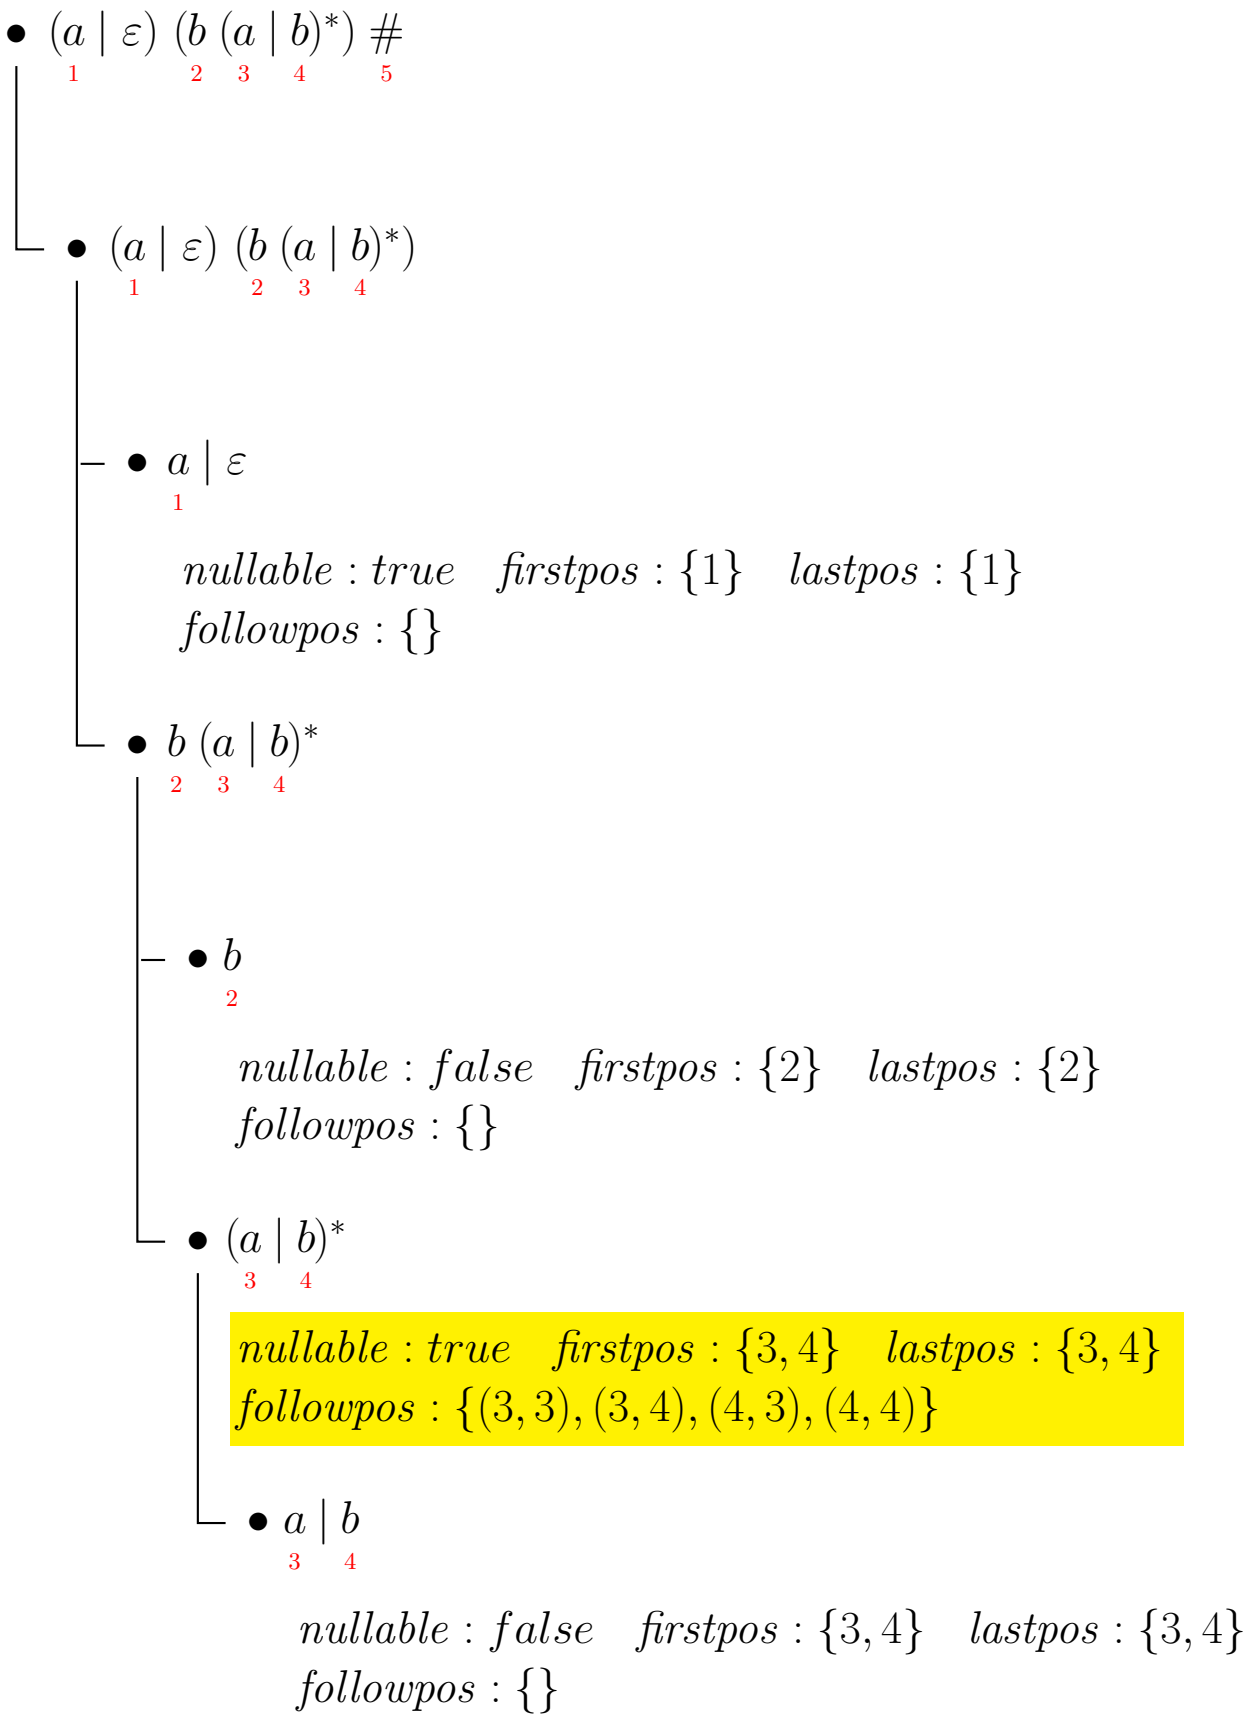 • (a | ε) (b (a | b)*) #
1 2 3 4 5
• (a | ε) (b (a | b)*)
1 2 3 4
• a | ε
1
nullable : true firstpos : {1} lastpos : {1}
followpos : {}
• b (a | b)*
2 3 4
• b
2
nullable : false firstpos : {2} lastpos : {2}
followpos : {}
• (a | b)*
3 4
nullable : true firstpos : {3, 4} lastpos : {3, 4}
followpos : {(3, 3), (3, 4), (4, 3), (4, 4)}
• a | b
3 4
nullable : false firstpos : {3, 4} lastpos : {3, 4}
followpos : {}